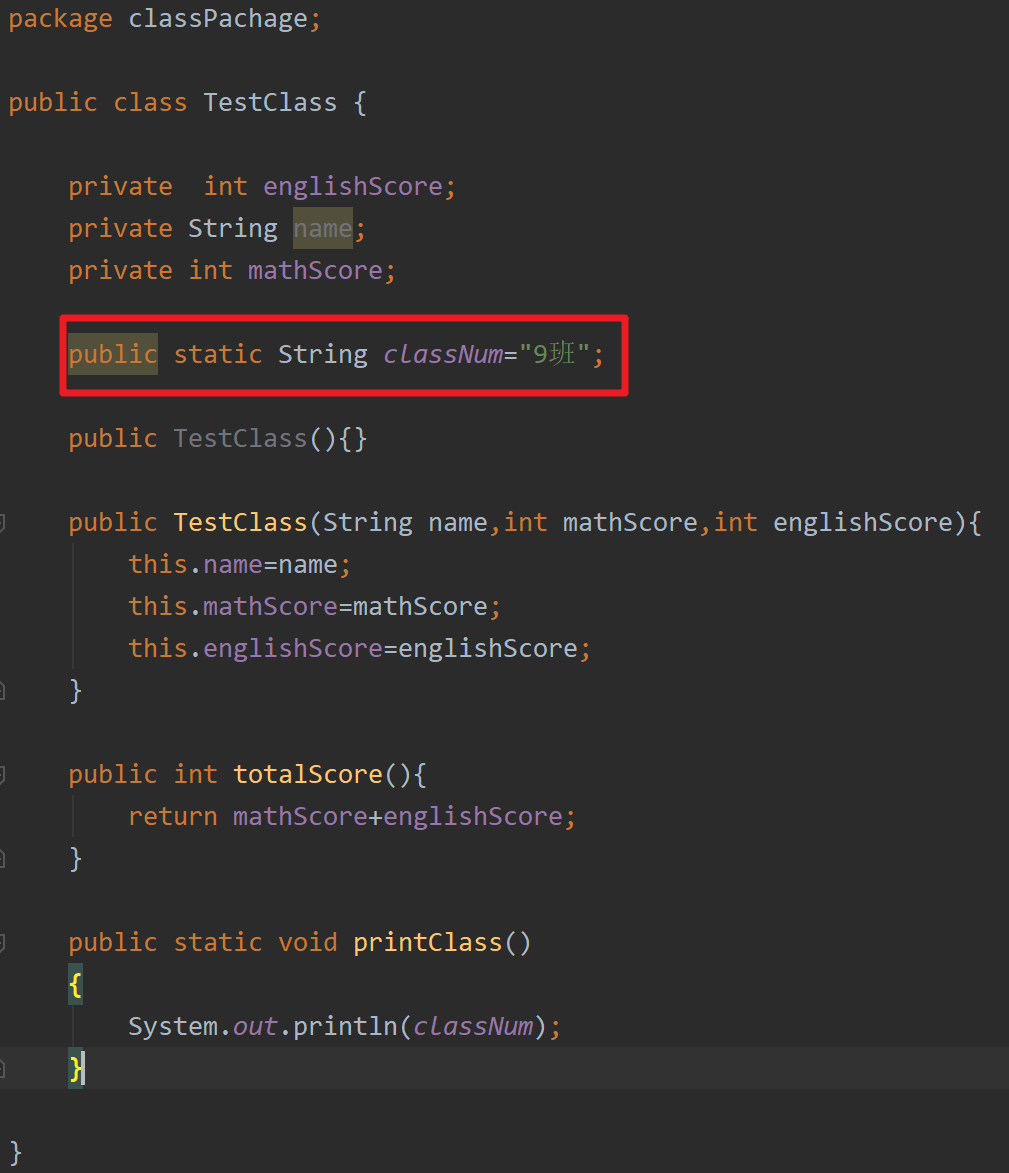 package classPachage;
public class TestClass {
private  int englishScore;
private String name;
private int mathScore;
public static String classNum="9班";
public TestClass(){}
public TestClass(String name,int mathScore,int englishScore){
this.name=name;
this.mathScore=mathScore;
this.englishScore=englishScore;
}
public int totalScore(){
return mathScore+englishScore;
}
public static void printClass()
{
System.out.println(classNum);
}
}